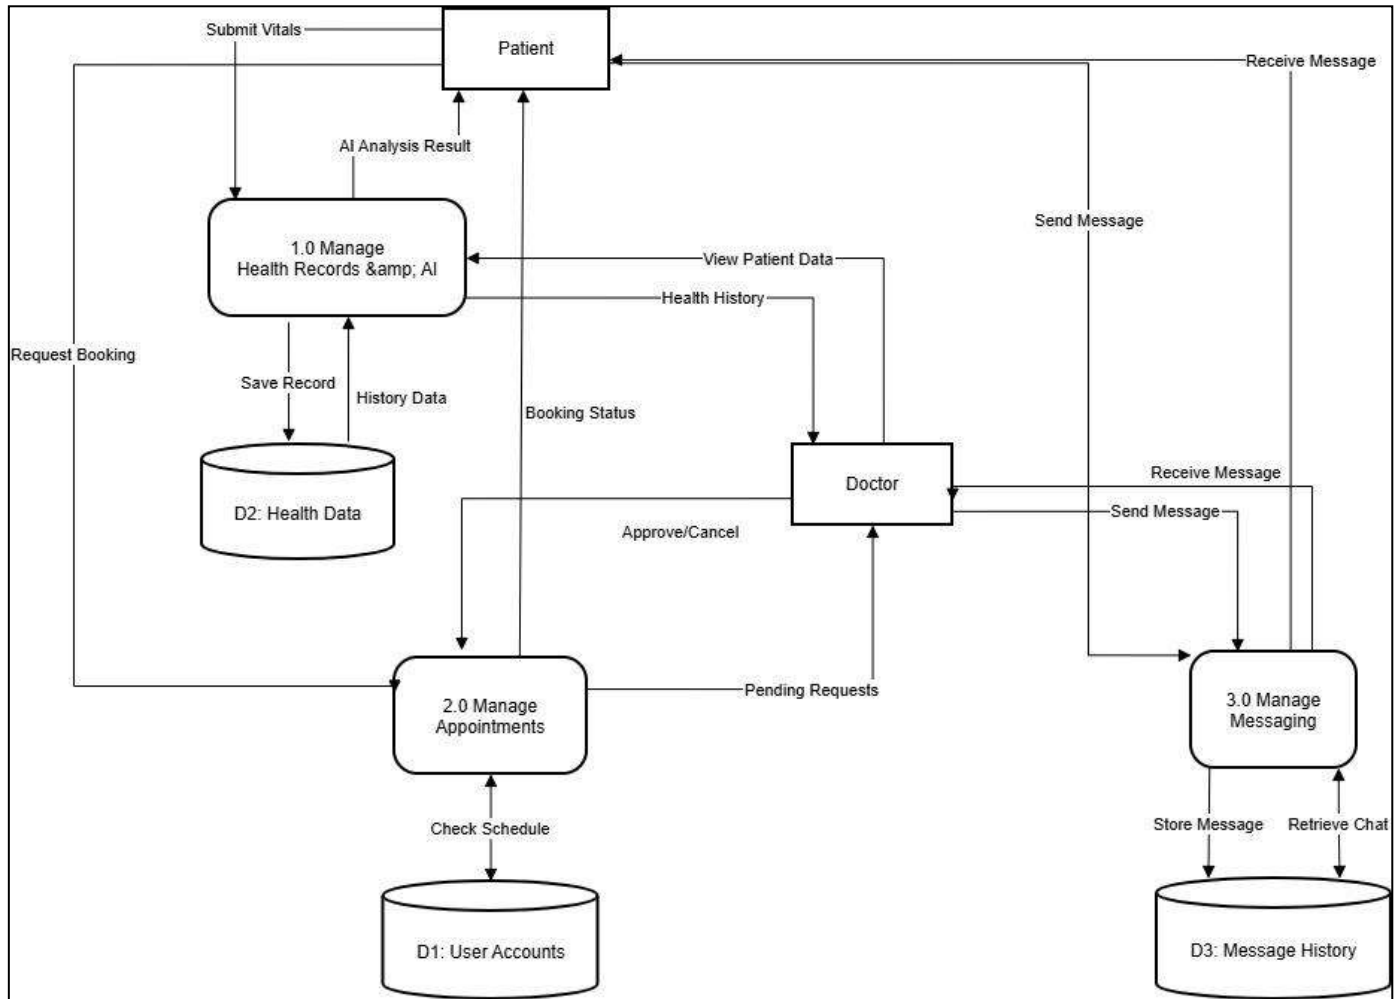 Submit Vitals
Patient
Receive Message
AI Analysis Result
Send Message
1.0 Manage
Health Records &amp; AI
View Patient Data
Health History
Request Booking
Save Record
History Data
Booking Status
Receive Message
Doctor
Send Message
D2: Health Data
Approve/Cancel
Pending Requests
2.0 Manage
Appointments
3.0 Manage
Messaging
Check Schedule
Store Message
Retrieve Chat
D1: User Accounts
D3: Message History